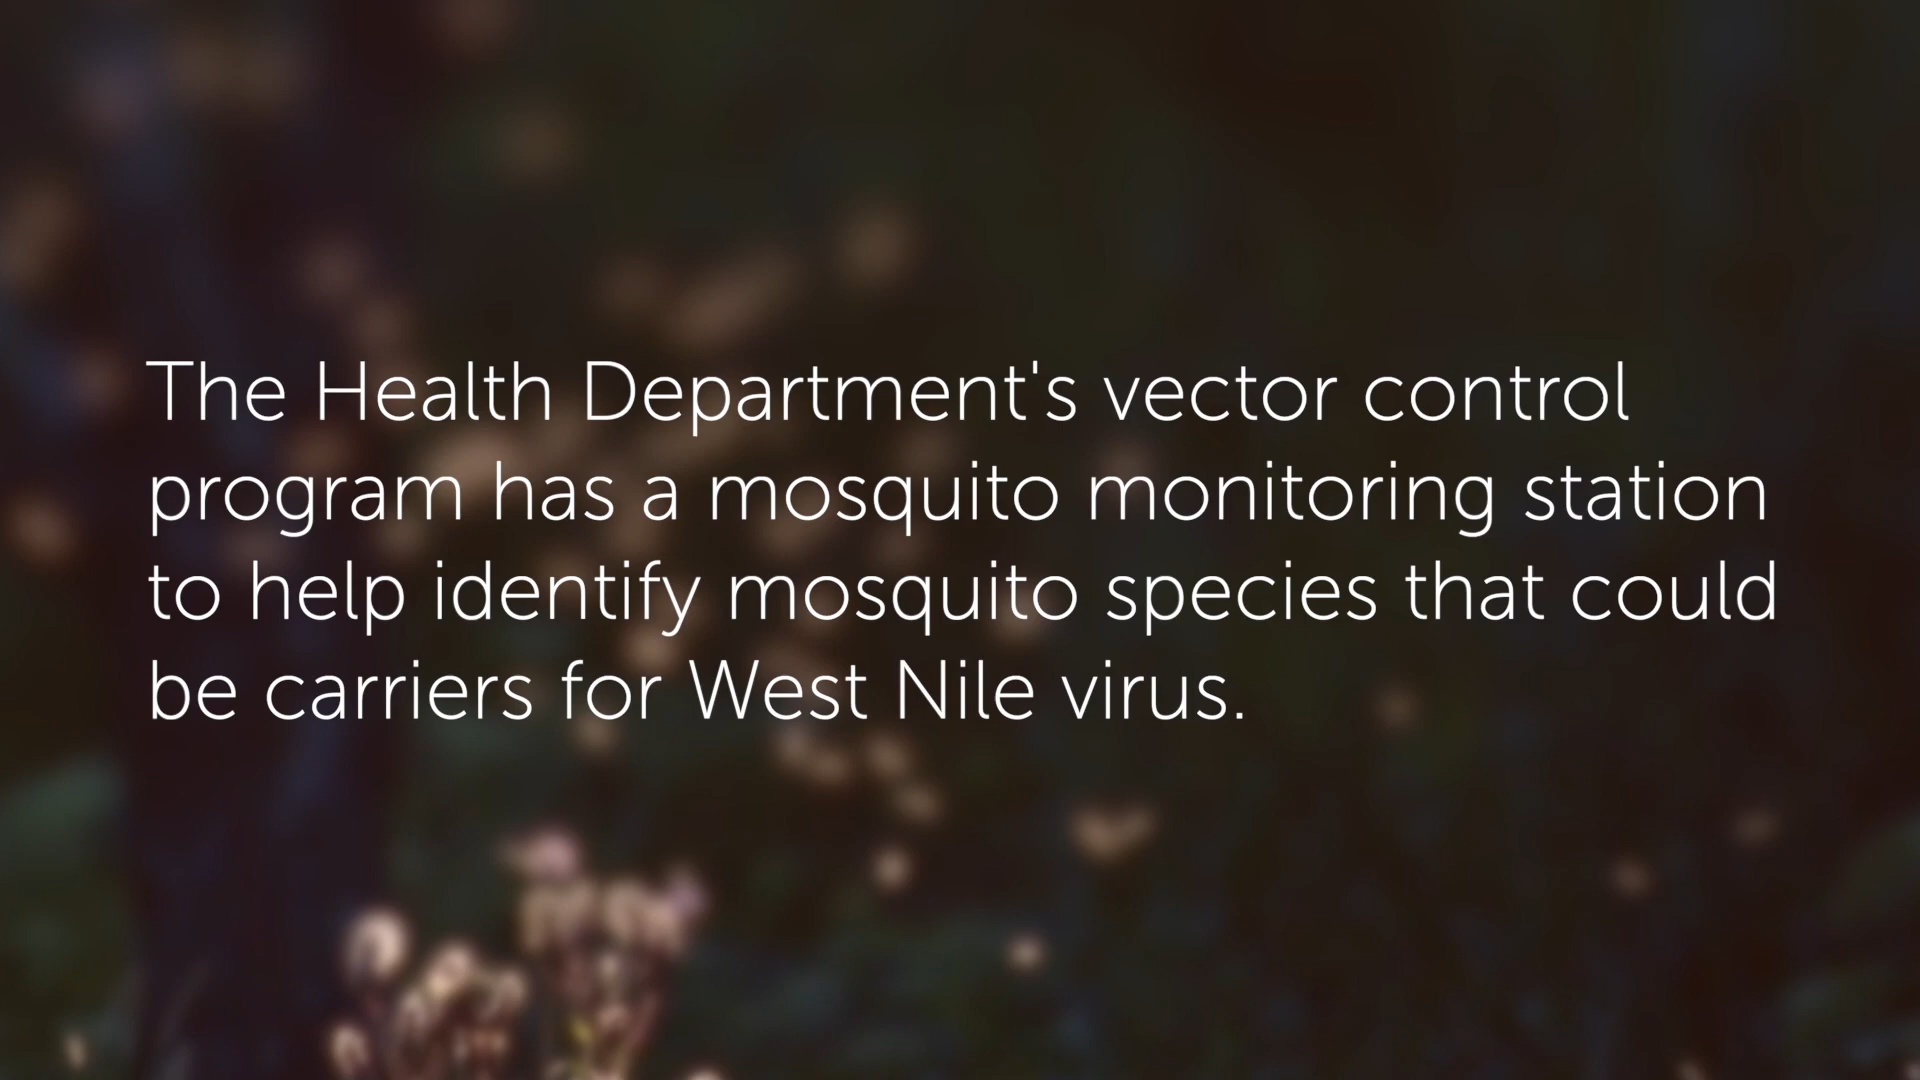 The Health Department's vector control
program has a mosquito monitoring station
to help identify mosquito species that could
be carriers for West Nile virus.